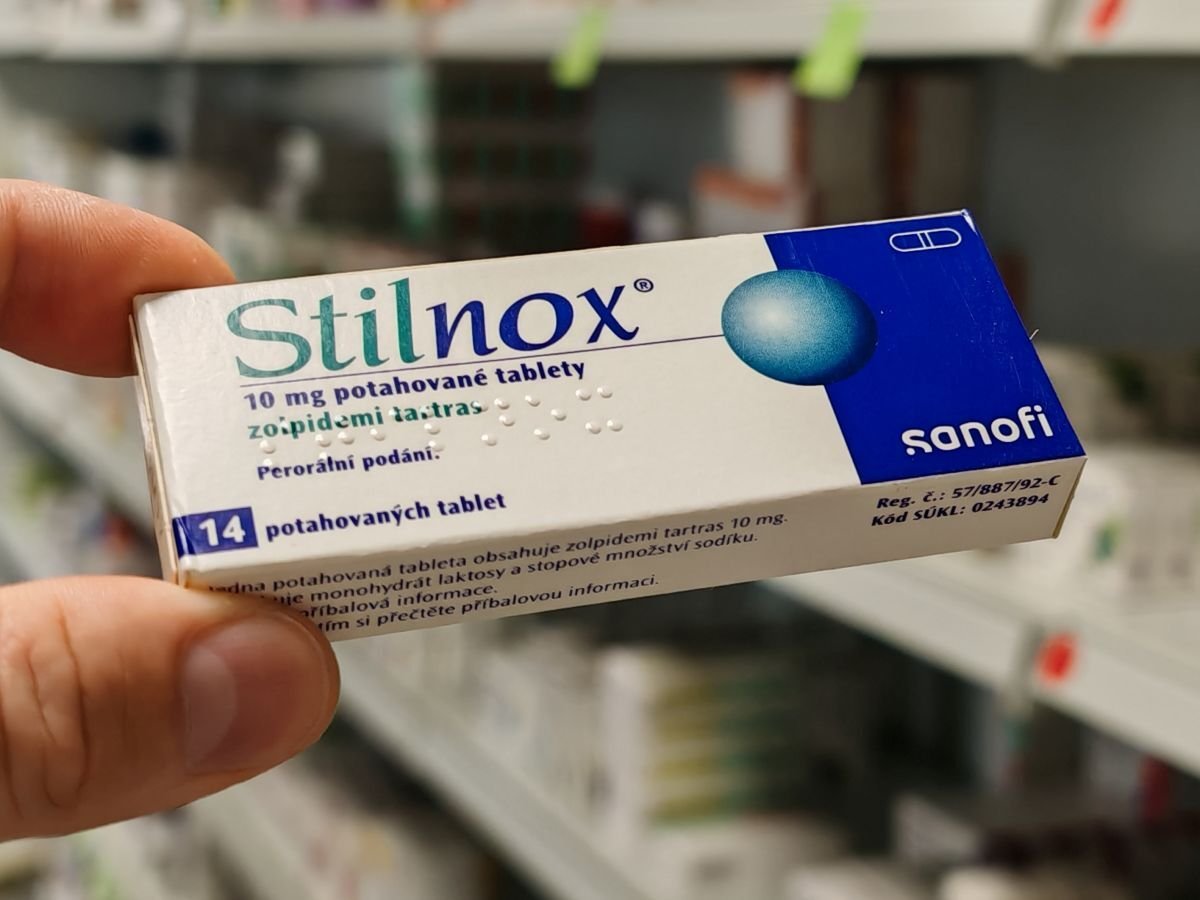 Stilnox®
10 mg potahované tablety
zolpidemi tartras
Perorální podání.
14 potahovaných tablet
sanofi
Reg. č.: 57/887/92-C
Kód SÚKL: 0243894
potahovaná tableta obsahuje zolpidemi tartras 10 mg.
monohydrát laktosy a stopové množství sodíku.
informace.
si přečtěte příbalovou informaci.